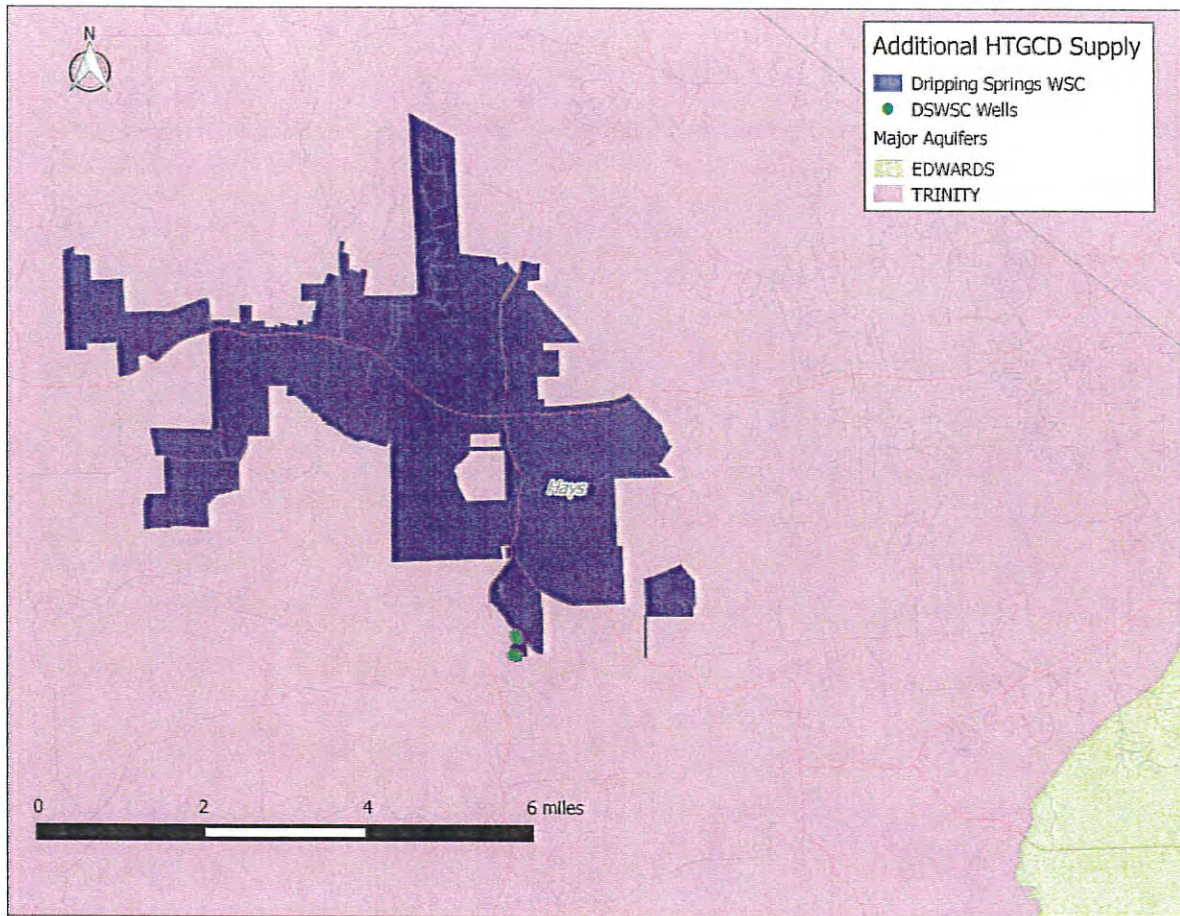 N
Additional HTGCD Supply
Dripping Springs WSC
DSWSC Wells
Major Aquifers
EDWARDS
TRINITY
Hays
0 2 4 6 miles